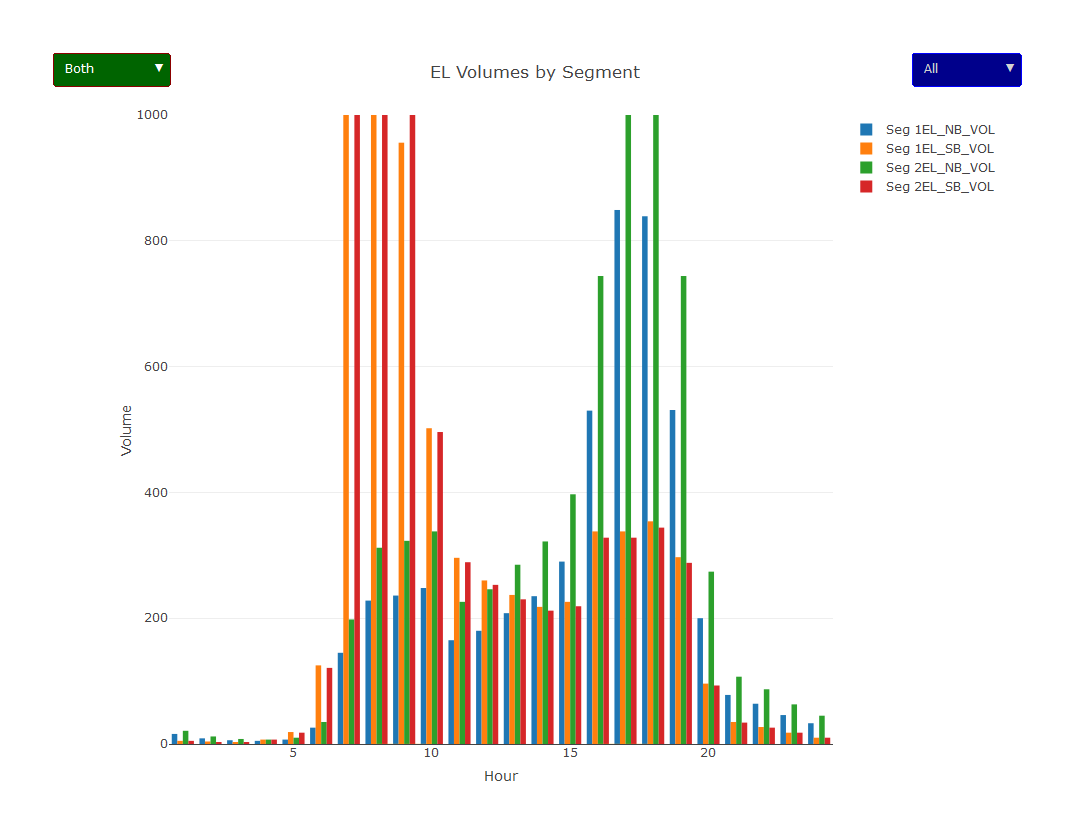 Both ▼
EL Volumes by Segment
All ▼
1000
800
600
400
200
0
Volume
5
10
15
20
Hour
Seg 1EL_NB_VOL
Seg 1EL_SB_VOL
Seg 2EL_NB_VOL
Seg 2EL_SB_VOL